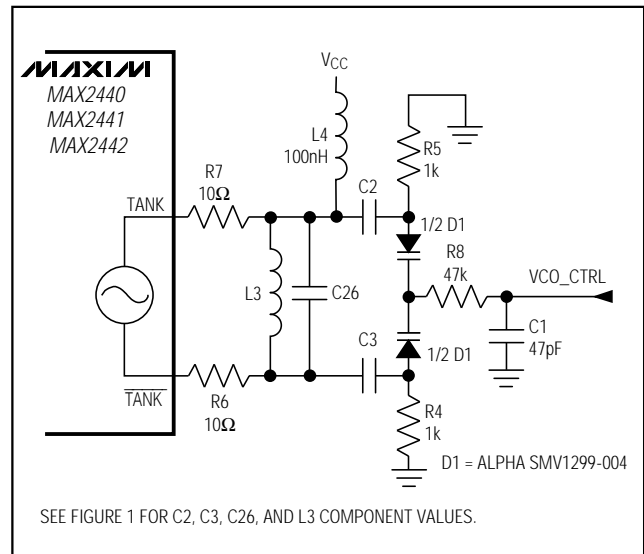 MAXIM
MAX2440
MAX2441
MAX2442
VCC
L4
100nH
R5
1k
R7
10Ω
C2
TANK
1/2 D1
R8
47k
VCO_CTRL
L3
C26
C1
47pF
C3
1/2 D1
TANK
R6
10Ω
R4
1k
D1 = ALPHA SMV1299-004
SEE FIGURE 1 FOR C2, C3, C26, AND L3 COMPONENT VALUES.